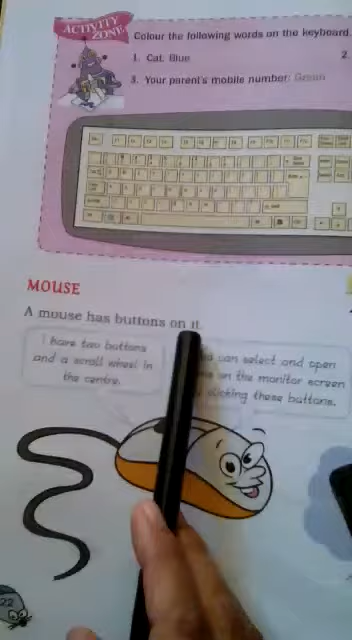 ACTIVITY
ZONE
Colour the following words on the keyboard.
1. Cat: Blue
2.
3. Your parent's mobile number: Green
MOUSE
A mouse has buttons on it.
I have two buttons
and a scroll wheel in
the centre.
can select and open
on the monitor screen
clicking these buttons.
22